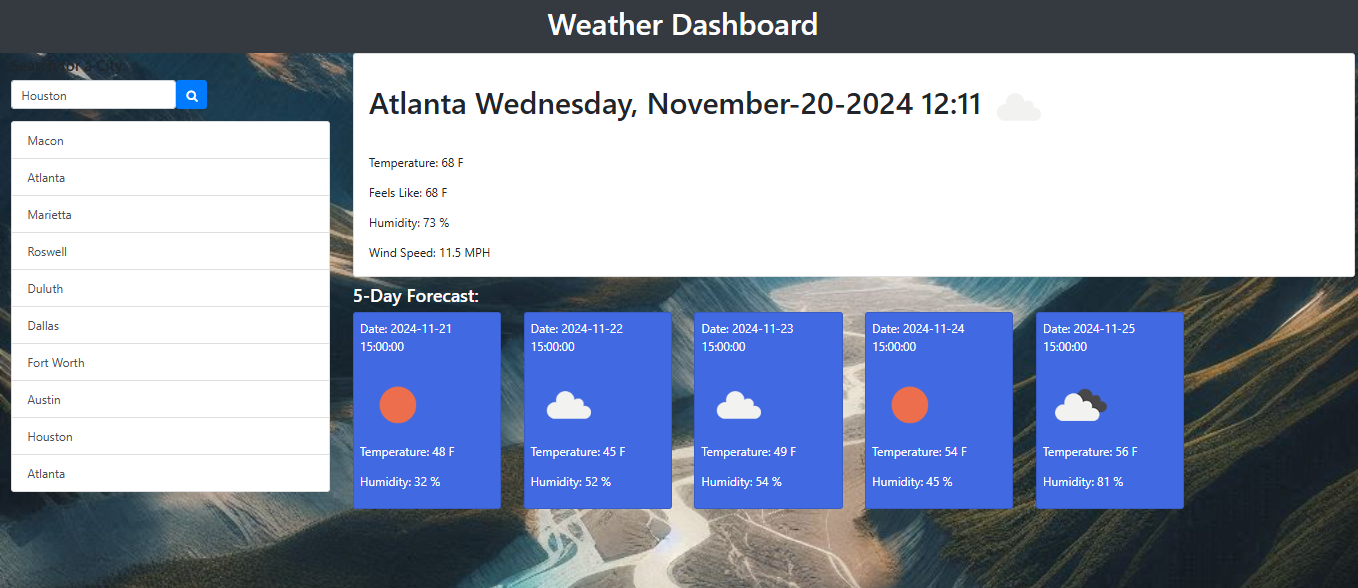 Weather Dashboard
a City
Houston
Macon
Atlanta
Marietta
Roswell
Duluth
Dallas
Fort Worth
Austin
Houston
Atlanta
Atlanta Wednesday, November-20-2024 12:11
Temperature: 68 F
Feels Like: 68 F
Humidity: 73 %
Wind Speed: 11.5 MPH
5-Day Forecast:
Date: 2024-11-21
15:00:00
Temperature: 48 F
Humidity: 32 %
Date: 2024-11-22
15:00:00
Temperature: 45 F
Humidity: 52 %
Date: 2024-11-23
15:00:00
Temperature: 49 F
Humidity: 54 %
Date: 2024-11-24
15:00:00
Temperature: 54 F
Humidity: 45 %
Date: 2024-11-25
15:00:00
Temperature: 56 F
Humidity: 81 %